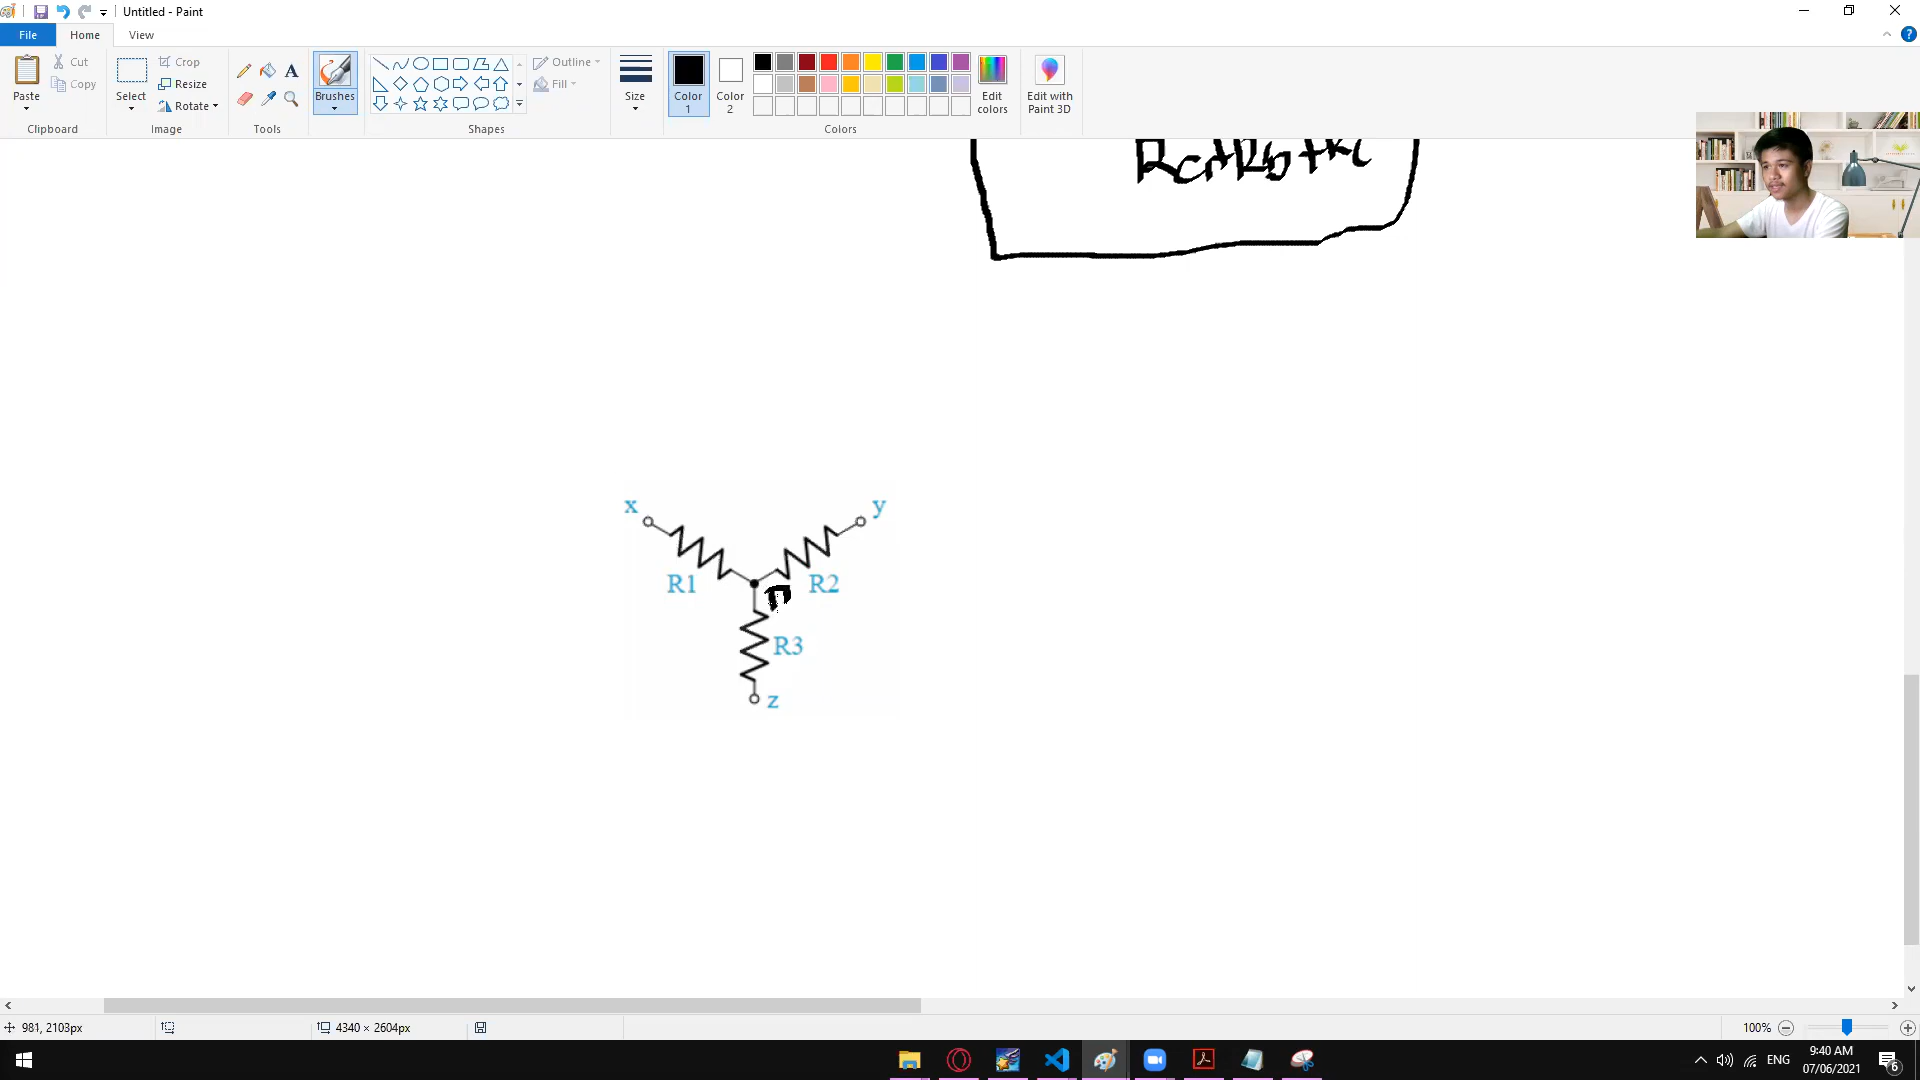 Untitled - Paint
File Home View
Paste
Cut
Copy
Clipboard
Select
Crop
Resize
Rotate
Image
A
Tools
Brushes
Shapes
Outline
Fill
Size
Color 1
Color 2
Colors
Edit colors
Edit with Paint 3D
x
y
R1
R2
n
R3
z
981, 2103px
4340 × 2604px
100%
ENG
9:40 AM
07/06/2021
6